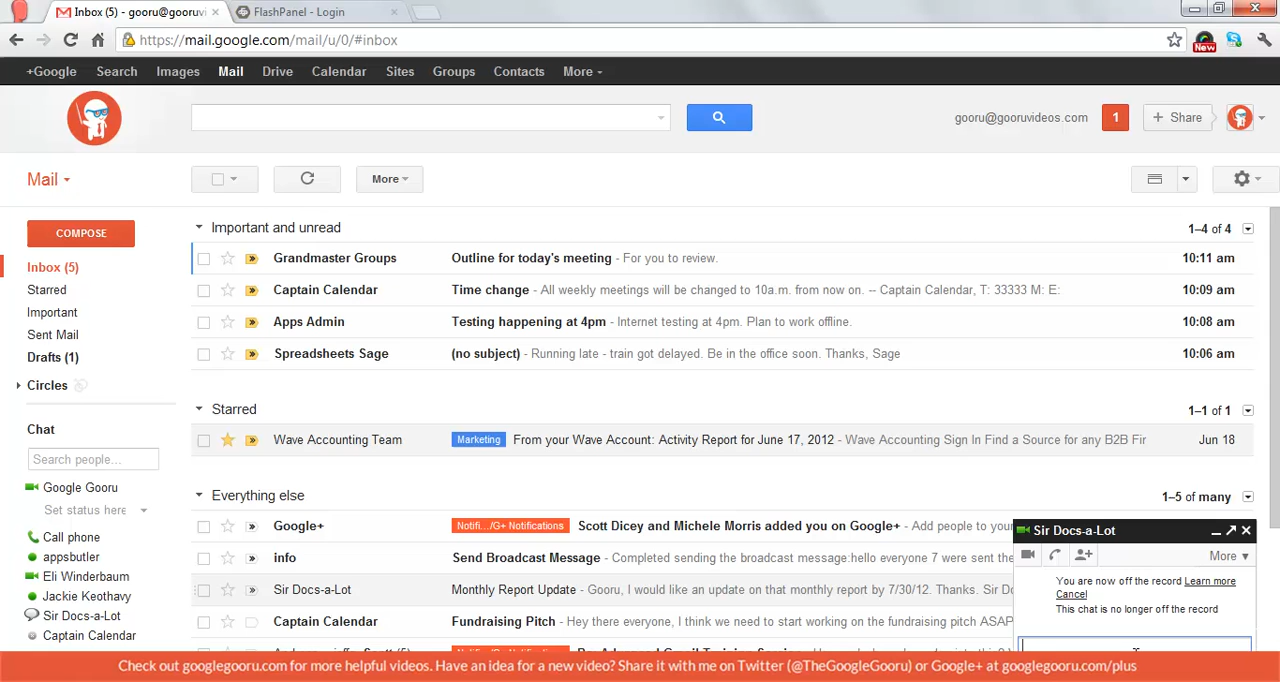 Inbox (5) - gooru@gooruvi
FlashPanel - Login
https://mail.google.com/mail/u/0/#inbox
New
+Google Search Images Mail Drive Calendar Sites Groups Contacts More
gooru@gooruvideos.com 1 + Share
Mail
More
COMPOSE
Inbox (5)
Starred
Important
Sent Mail
Drafts (1)
Circles
Chat
Search people...
Google Gooru
Set status here
Call phone
appsbutler
Eli Winderbaum
Jackie Keothavy
Sir Docs-a-Lot
Captain Calendar
Important and unread 1–4 of 4
Grandmaster Groups Outline for today's meeting - For you to review. 10:11 am
Captain Calendar Time change - All weekly meetings will be changed to 10a.m. from now on. -- Captain Calendar, T: 33333 M: E: 10:09 am
Apps Admin Testing happening at 4pm - Internet testing at 4pm. Plan to work offline. 10:08 am
Spreadsheets Sage (no subject) - Running late - train got delayed. Be in the office soon. Thanks, Sage 10:06 am
Starred 1–1 of 1
Wave Accounting Team Marketing From your Wave Account: Activity Report for June 17, 2012 - Wave Accounting Sign In Find a Source for any B2B Fir Jun 18
Everything else 1–5 of many
Google+ Notifi.../G+ Notifications Scott Dicey and Michele Morris added you on Google+ - Add people to your
info Send Broadcast Message - Completed sending the broadcast message:hello everyone 7 were sent the
Sir Docs-a-Lot Monthly Report Update - Gooru, I would like an update on that monthly report by 7/30/12. Thanks. Sir Do
Captain Calendar Fundraising Pitch - Hey there everyone, I think we need to start working on the fundraising pitch ASAP
Sir Docs-a-Lot
More
You are now off the record Learn more
Cancel
This chat is no longer off the record
Check out googlegooru.com for more helpful videos. Have an idea for a new video? Share it with me on Twitter (@TheGoogleGooru) or Google+ at googlegooru.com/plus